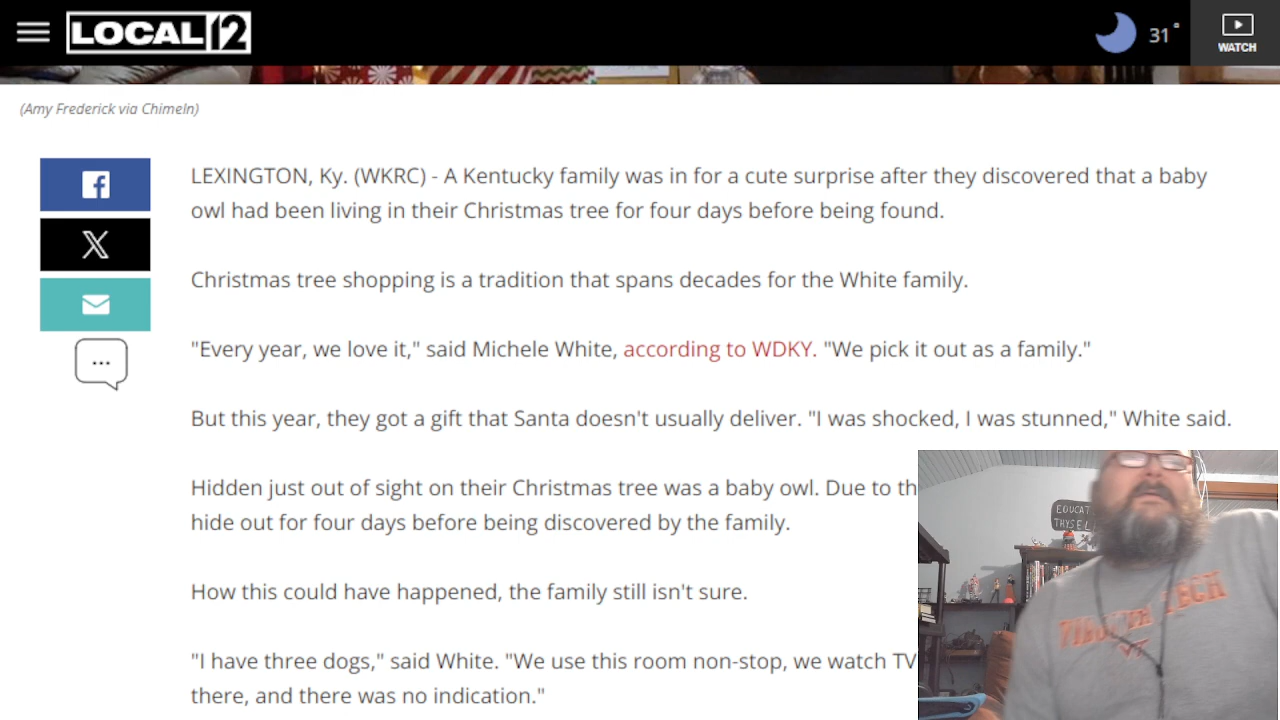 LOCAL 12
31°
WATCH
(Amy Frederick via ChimeIn)
LEXINGTON, Ky. (WKRC) - A Kentucky family was in for a cute surprise after they discovered that a baby
owl had been living in their Christmas tree for four days before being found.
Christmas tree shopping is a tradition that spans decades for the White family.
"Every year, we love it," said Michele White, according to WDKY. "We pick it out as a family."
But this year, they got a gift that Santa doesn't usually deliver. "I was shocked, I was stunned," White said.
Hidden just out of sight on their Christmas tree was a baby owl. Due to th
hide out for four days before being discovered by the family.
How this could have happened, the family still isn't sure.
"I have three dogs," said White. "We use this room non-stop, we watch TV
there, and there was no indication."
EDUCAT
THYSEL
VIRGINIA TECH
VT